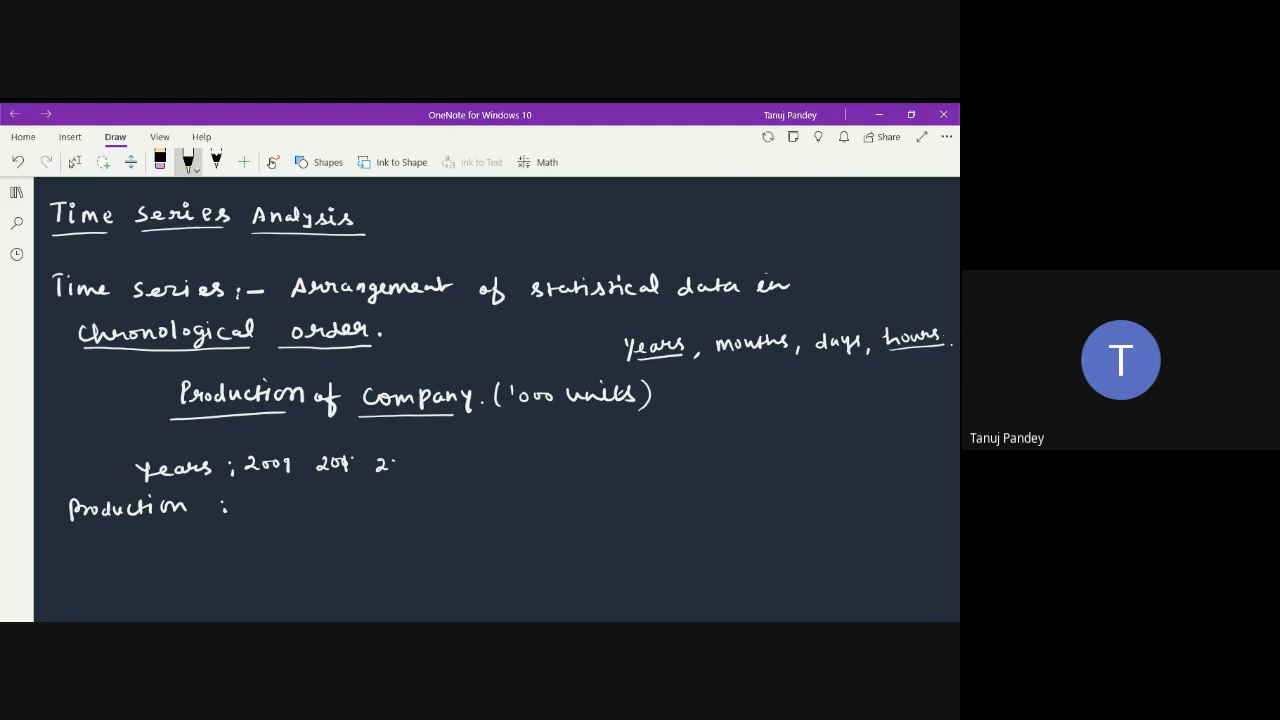 OneNote for Windows 10
Tanuj Pandey
Home Insert Draw View Help
Share
Shapes Ink to Shape Ink to Text Math
Time series Analysis
Time series :- Arrangement of statistical data in
chronological order.
years, months, days, hours.
Production of company. ('000 units)
years : 2009
Production :
T
Tanuj Pandey